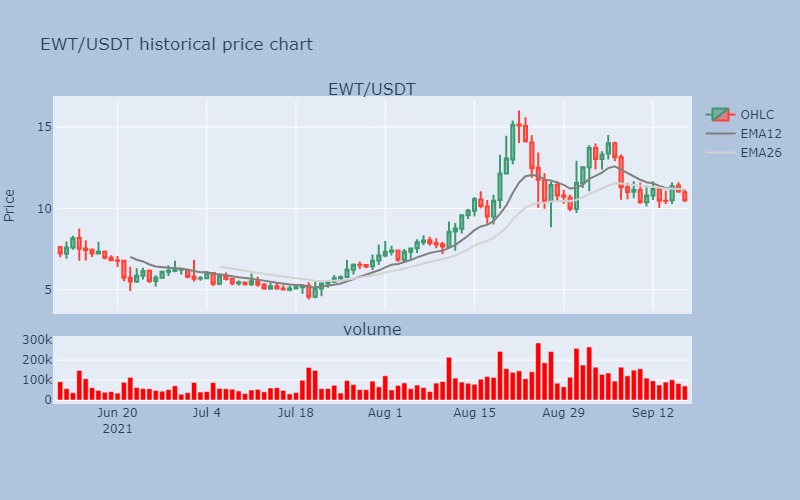 EWT/USDT historical price chart
EWT/USDT
OHLC
EMA12
EMA26
Price
15
10
5
volume
300k
200k
100k
0
Jun 20 Jul 4 Jul 18 Aug 1 Aug 15 Aug 29 Sep 12
2021